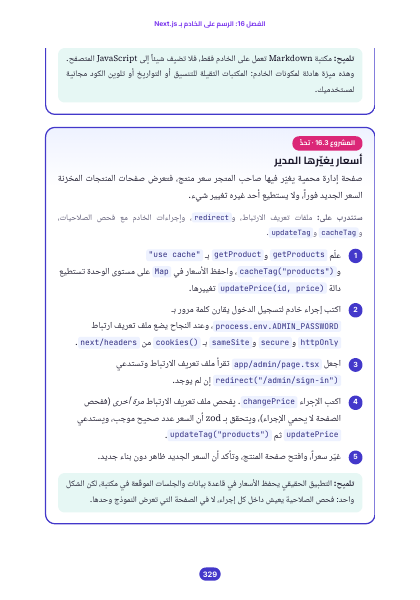 الفصل 16: الرسم على الخادم بـ Next.js
تلميح: مكتبة Markdown تعمل على الخادم فقط، فلا تضيف شيئاً إلى JavaScript المتصفح.
وهذه ميزة هادئة لمكونات الخادم: المكتبات الثقيلة للتنسيق أو التواريخ أو تلوين الكود مجانية
لمستخدميك.
المشروع 16.3 · تحدٍّ
أسعار يغيّرها المدير
صفحة إدارة محمية يغيّر فيها صاحب المتجر سعر منتج، فتعرض صفحات المنتجات المخزنة
السعر الجديد فوراً، ولا يستطيع أحد غيره تغيير شيء.
ستتدرب على: ملفات تعريف الارتباط، و redirect، وإجراءات الخادم مع فحص الصلاحيات،
و cacheTag و updateTag.
1 علّم getProducts و getProduct بـ "use cache"
و cacheTag("products")، واحفظ الأسعار في Map على مستوى الوحدة تستطيع
دالة updatePrice(id, price) تغييرها.
2 اكتب إجراء خادم لتسجيل الدخول يقارن كلمة مرور بـ
process.env.ADMIN_PASSWORD، وعند النجاح يضع ملف تعريف ارتباط
httpOnly و secure و sameSite بـ cookies() من next/headers.
3 اجعل app/admin/page.tsx تقرأ ملف تعريف الارتباط وتستدعي
redirect("/admin/sign-in") إن لم يوجد.
4 اكتب الإجراء changePrice. يفحص ملف تعريف الارتباط مرة أخرى (ففحص
الصفحة لا يحمي الإجراء)، ويتحقق بـ zod أن السعر عدد صحيح موجب، ويستدعي
updatePrice ثم updateTag("products").
5 غيّر سعراً، وافتح صفحة المنتج، وتأكد أن السعر الجديد ظاهر دون بناء جديد.
تلميح: التطبيق الحقيقي يحفظ الأسعار في قاعدة بيانات والجلسات الموقعة في مكتبة، لكن الشكل
واحد: فحص الصلاحية يعيش داخل كل إجراء، لا في الصفحة التي تعرض النموذج وحدها.
329